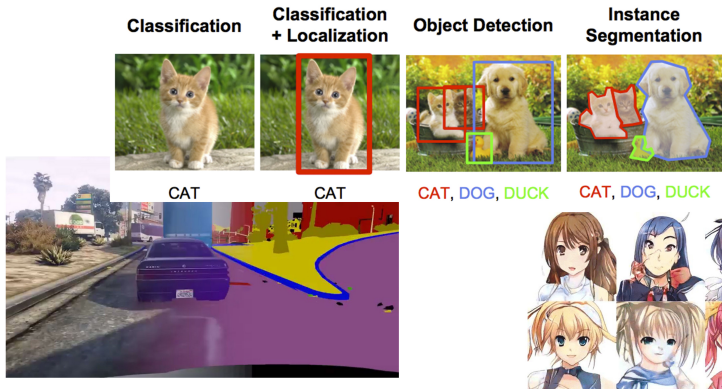 Classification
Classification
+ Localization
Object Detection
Instance
Segmentation
CAT
CAT
CAT, DOG, DUCK
CAT, DOG, DUCK